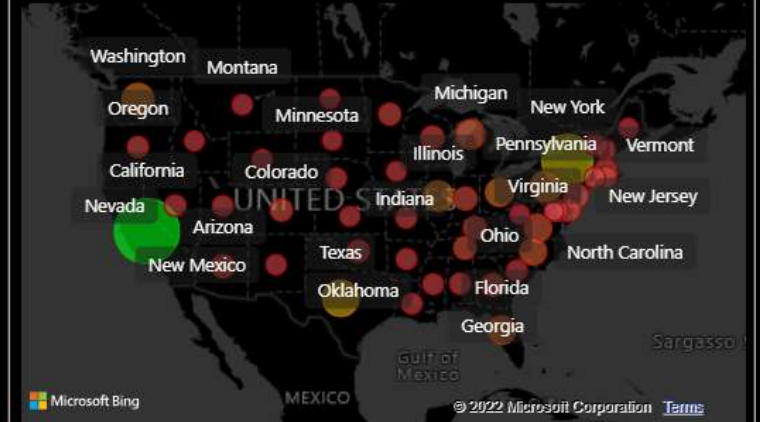 Washington
Montana
Michigan
Oregon
Minnesota
New York
Illinois
Pennsylvania
Vermont
California
Colorado
UNITED STATES
Indiana
Virginia
New Jersey
Nevada
Arizona
Ohio
New Mexico
Texas
North Carolina
Oklahoma
Florida
Georgia
Sargasso
Gulf of
Mexico
MEXICO
Microsoft Bing
© 2022 Microsoft Corporation Terms